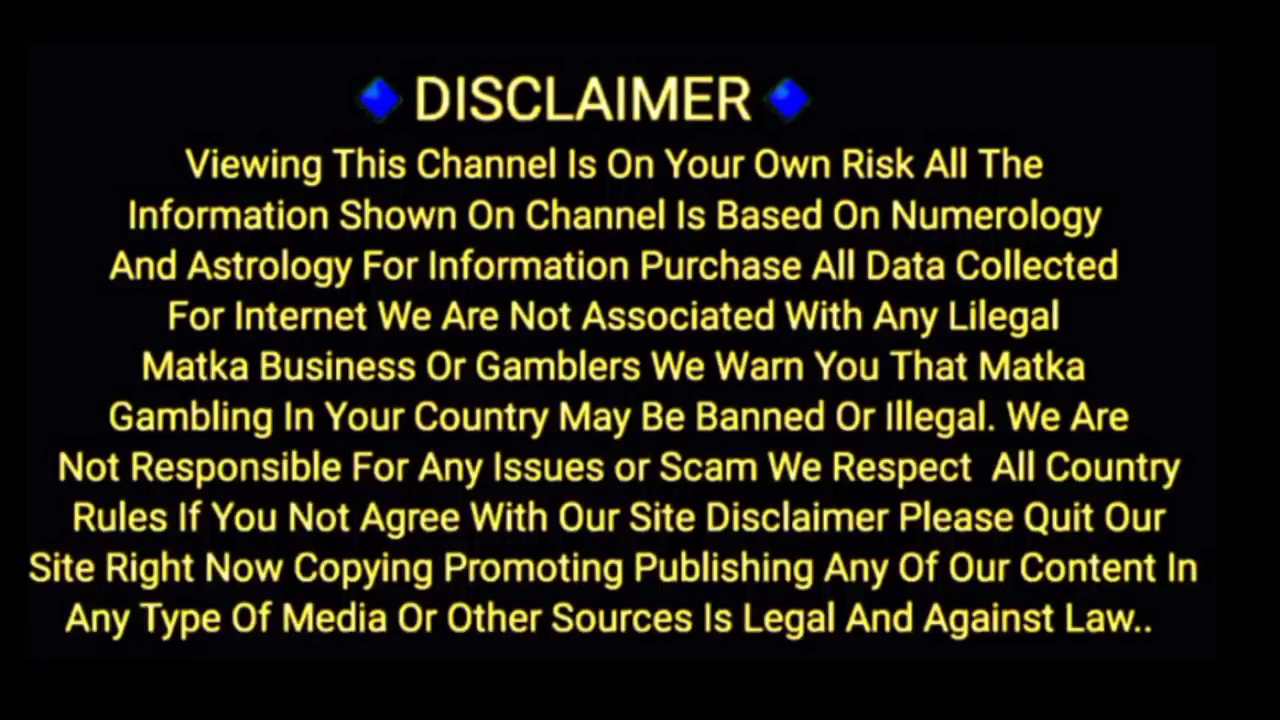 🔹DISCLAIMER🔹
Viewing This Channel Is On Your Own Risk All The
Information Shown On Channel Is Based On Numerology
And Astrology For Information Purchase All Data Collected
For Internet We Are Not Associated With Any Lilegal
Matka Business Or Gamblers We Warn You That Matka
Gambling In Your Country May Be Banned Or Illegal. We Are
Not Responsible For Any Issues or Scam We Respect  All Country
Rules If You Not Agree With Our Site Disclaimer Please Quit Our
Site Right Now Copying Promoting Publishing Any Of Our Content In
Any Type Of Media Or Other Sources Is Legal And Against Law..